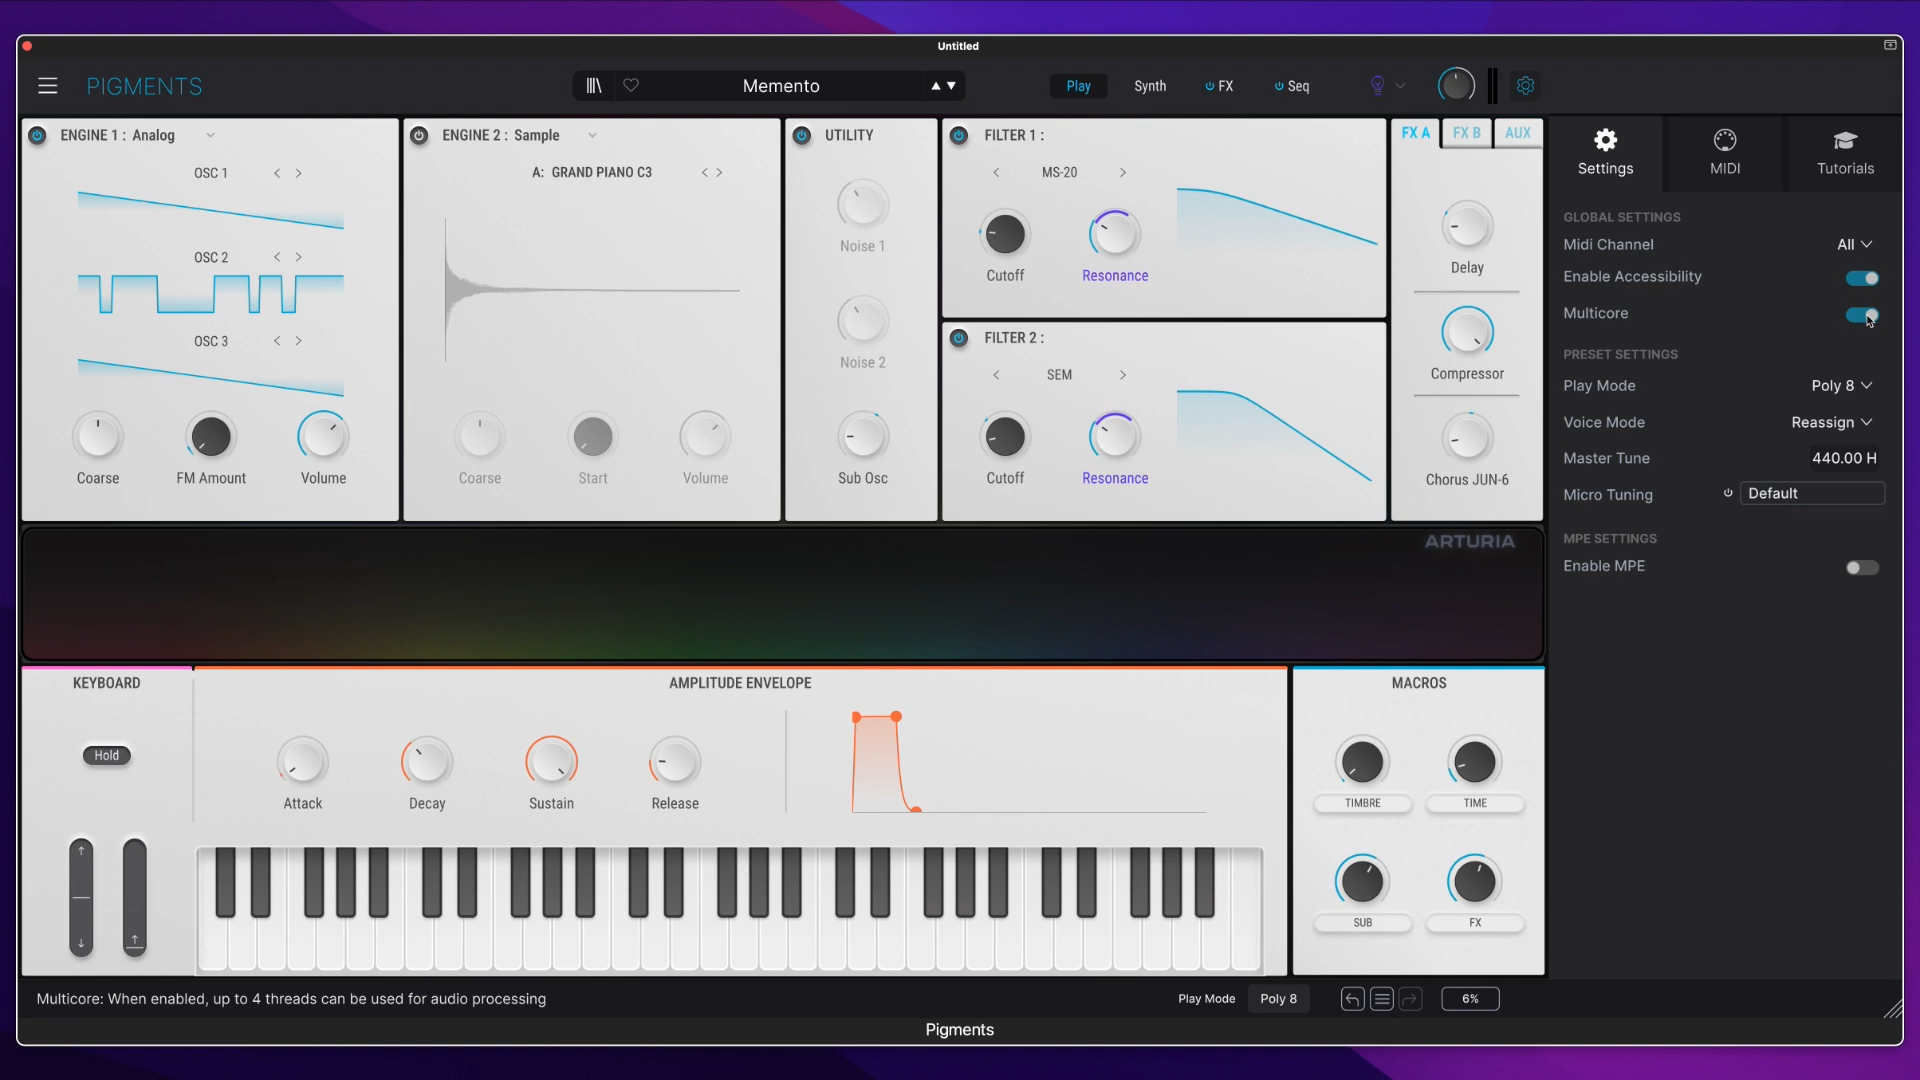 Untitled
PIGMENTS
Memento
Play
Synth
FX
Seq
ENGINE 1 : Analog
OSC 1
OSC 2
OSC 3
Coarse
FM Amount
Volume
ENGINE 2 : Sample
A: GRAND PIANO C3
Coarse
Start
Volume
UTILITY
Noise 1
Noise 2
Sub Osc
FILTER 1 :
MS-20
Cutoff
Resonance
FILTER 2 :
SEM
Cutoff
Resonance
FX A
FX B
AUX
Delay
Compressor
Chorus JUN-6
Settings
MIDI
Tutorials
GLOBAL SETTINGS
Midi Channel
All
Enable Accessibility
Multicore
PRESET SETTINGS
Play Mode
Poly 8
Voice Mode
Reassign
Master Tune
440.00 H
Micro Tuning
Default
MPE SETTINGS
Enable MPE
ARTURIA
KEYBOARD
Hold
AMPLITUDE ENVELOPE
Attack
Decay
Sustain
Release
MACROS
TIMBRE
TIME
SUB
FX
Multicore: When enabled, up to 4 threads can be used for audio processing
Play Mode
Poly 8
6%
Pigments